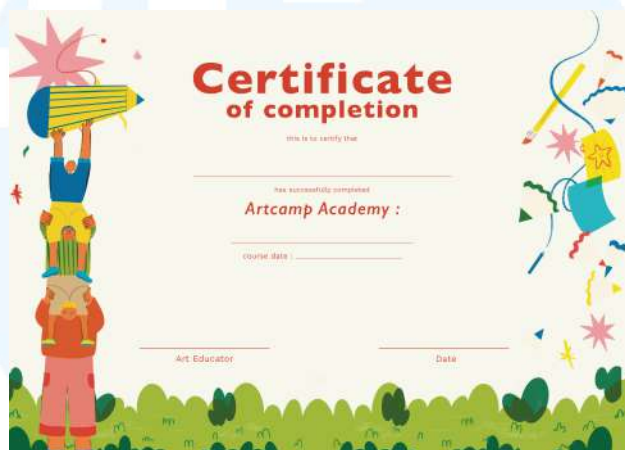 Certificate
of completion
this is to certify that
has successfully completed
Artcamp Academy :
course date :
Art Educator
Date